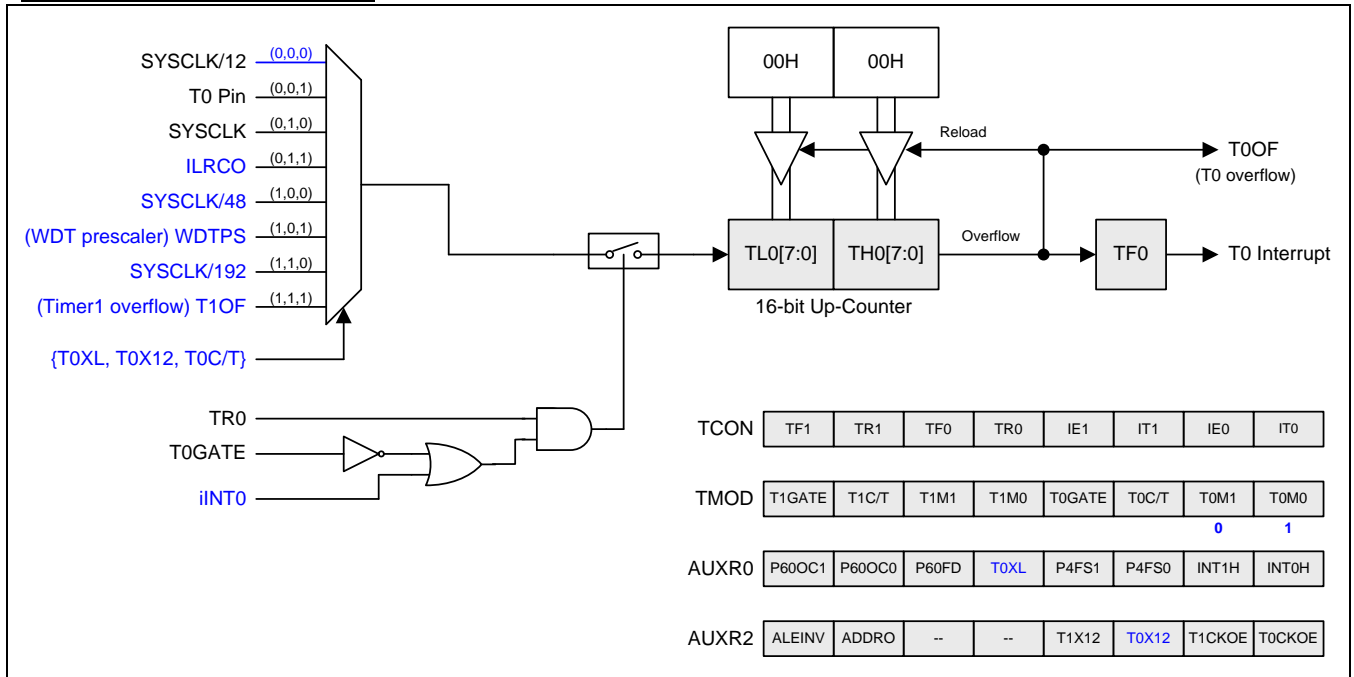 SYSCLK/12 (0,0,0)
T0 Pin (0,0,1)
SYSCLK (0,1,0)
ILRCO (0,1,1)
SYSCLK/48 (1,0,0)
(WDT prescaler) WDTPS (1,0,1)
SYSCLK/192 (1,1,0)
(Timer1 overflow) T1OF (1,1,1)
{T0XL, T0X12, T0C/T}
TR0
T0GATE
iINT0
00H 00H
Reload
T0OF
(T0 overflow)
TL0[7:0] TH0[7:0]
Overflow
TF0
T0 Interrupt
16-bit Up-Counter
TCON TF1 TR1 TF0 TR0 IE1 IT1 IE0 IT0
TMOD T1GATE T1C/T T1M1 T1M0 T0GATE T0C/T T0M1 T0M0
0 1
AUXR0 P60OC1 P60OC0 P60FD T0XL P4FS1 P4FS0 INT1H INT0H
AUXR2 ALEINV ADDRO -- -- T1X12 T0X12 T1CKOE T0CKOE